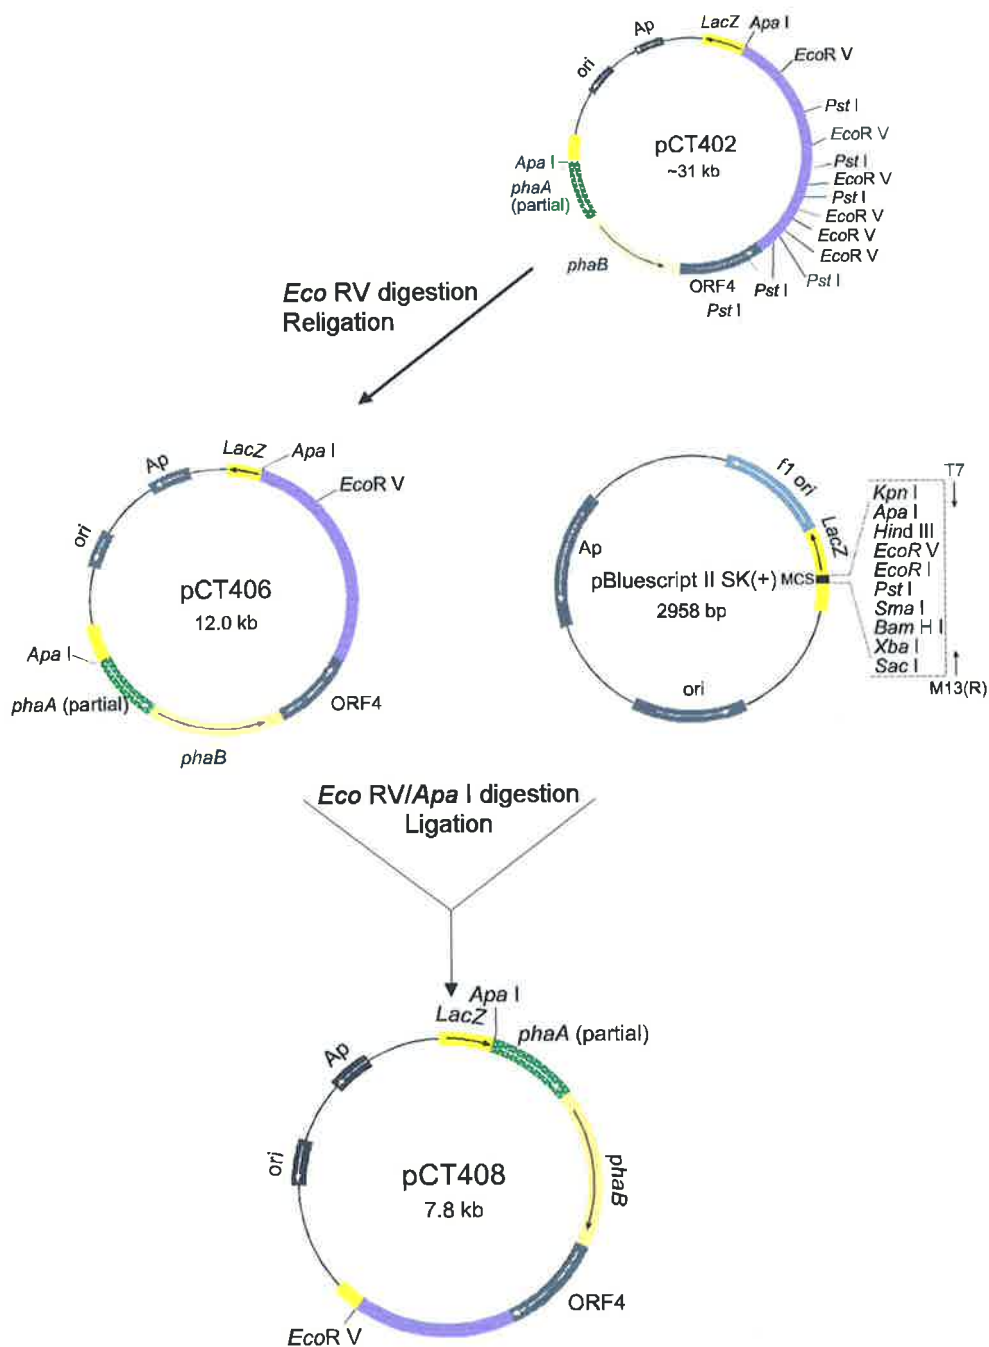 LacZ
Apa I
Ap
EcoR V
ori
Pst I
pCT402
~31 kb
EcoR V
Apa I
Pst I
EcoR V
phaA
(partial)
Pst I
EcoR V
EcoR V
EcoR V
phaB
ORF4
Pst I
Pst I
Pst I
Eco RV digestion
Religation
LacZ
Apa I
Ap
EcoR V
ori
pCT406
12.0 kb
Apa I
phaA (partial)
ORF4
phaB
f1 ori
T7
LacZ
Ap
pBluescript II SK(+)
2958 bp
MCS
Kpn I
Apa I
Hind III
EcoR V
EcoR I
Pst I
Sma I
Bam H I
Xba I
Sac I
M13(R)
ori
Eco RV/Apa I digestion
Ligation
Apa I
LacZ
phaA (partial)
Ap
ori
pCT408
7.8 kb
phaB
ORF4
EcoR V